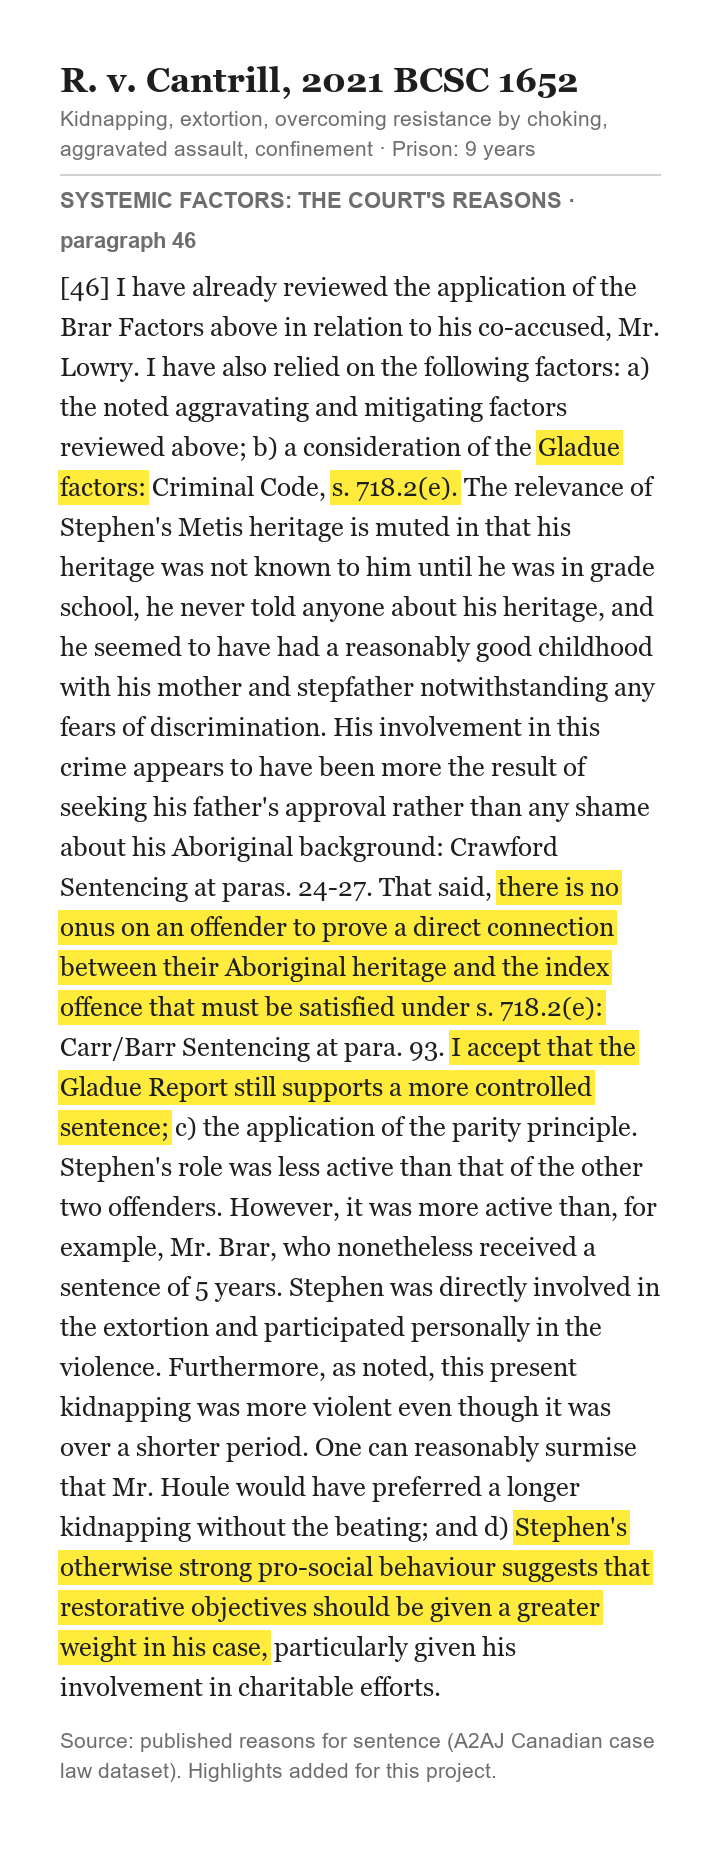 R. v. Cantrill, 2021 BCSC 1652
Kidnapping, extortion, overcoming resistance by choking,
aggravated assault, confinement · Prison: 9 years
SYSTEMIC FACTORS: THE COURT'S REASONS ·
paragraph 46
[46] I have already reviewed the application of the
Brar Factors above in relation to his co-accused, Mr.
Lowry. I have also relied on the following factors: a)
the noted aggravating and mitigating factors
reviewed above; b) a consideration of the Gladue
factors: Criminal Code, s. 718.2(e). The relevance of
Stephen's Metis heritage is muted in that his
heritage was not known to him until he was in grade
school, he never told anyone about his heritage, and
he seemed to have had a reasonably good childhood
with his mother and stepfather notwithstanding any
fears of discrimination. His involvement in this
crime appears to have been more the result of
seeking his father's approval rather than any shame
about his Aboriginal background: Crawford
Sentencing at paras. 24-27. That said, there is no
onus on an offender to prove a direct connection
between their Aboriginal heritage and the index
offence that must be satisfied under s. 718.2(e):
Carr/Barr Sentencing at para. 93. I accept that the
Gladue Report still supports a more controlled
sentence; c) the application of the parity principle.
Stephen's role was less active than that of the other
two offenders. However, it was more active than, for
example, Mr. Brar, who nonetheless received a
sentence of 5 years. Stephen was directly involved in
the extortion and participated personally in the
violence. Furthermore, as noted, this present
kidnapping was more violent even though it was
over a shorter period. One can reasonably surmise
that Mr. Houle would have preferred a longer
kidnapping without the beating; and d) Stephen's
otherwise strong pro-social behaviour suggests that
restorative objectives should be given a greater
weight in his case, particularly given his
involvement in charitable efforts.
Source: published reasons for sentence (A2AJ Canadian case
law dataset). Highlights added for this project.